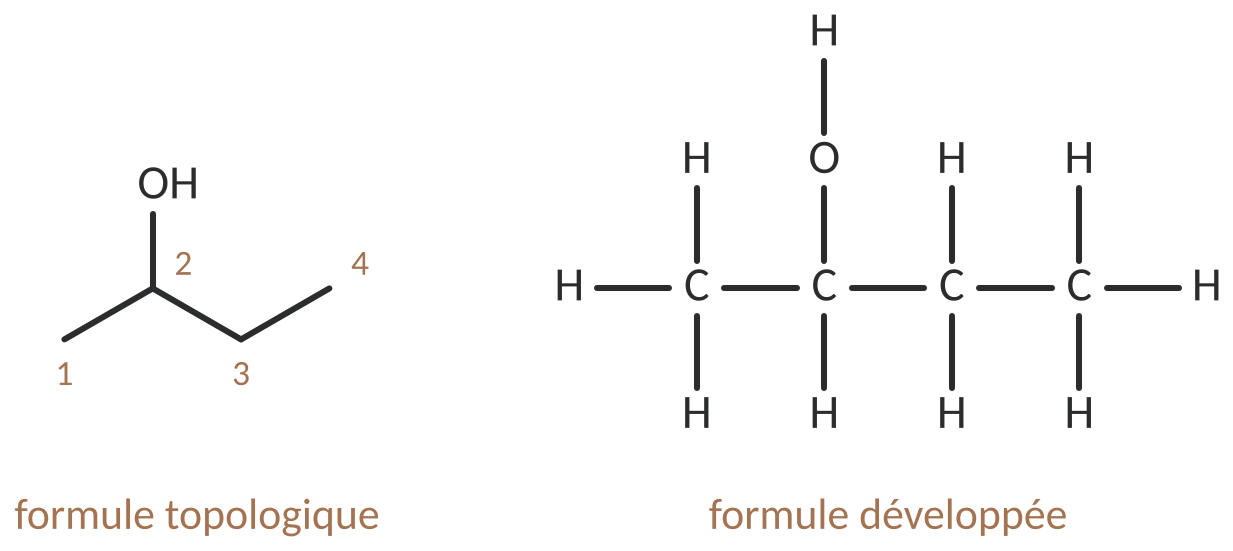 H
H O H H
OH
2 4
H C C C C H
1 3
H H H H
formule topologique formule développée